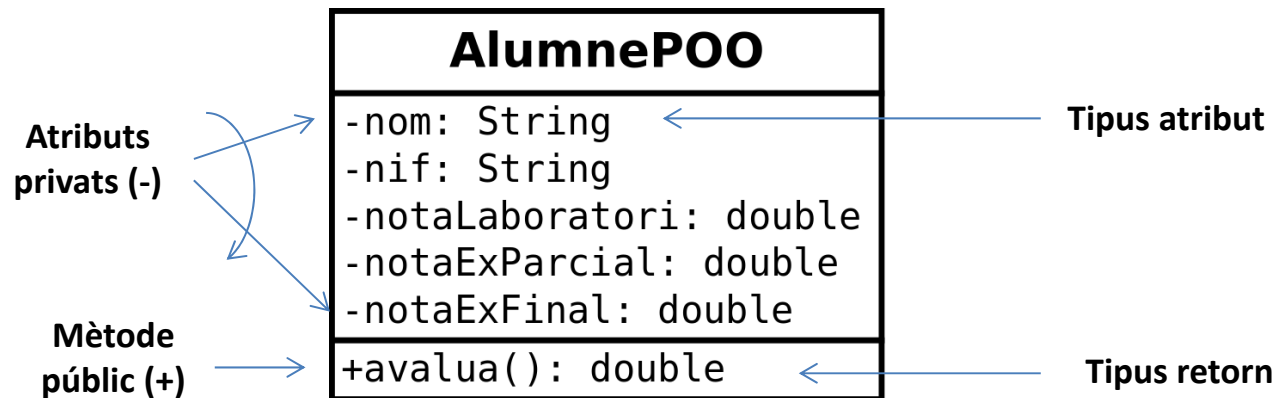 AlumnePOO
Atributs
privats (-)
-nom: String
-nif: String
-notaLaboratori: double
-notaExParcial: double
-notaExFinal: double
Tipus atribut
Mètode
públic (+)
+avalua(): double
Tipus retorn